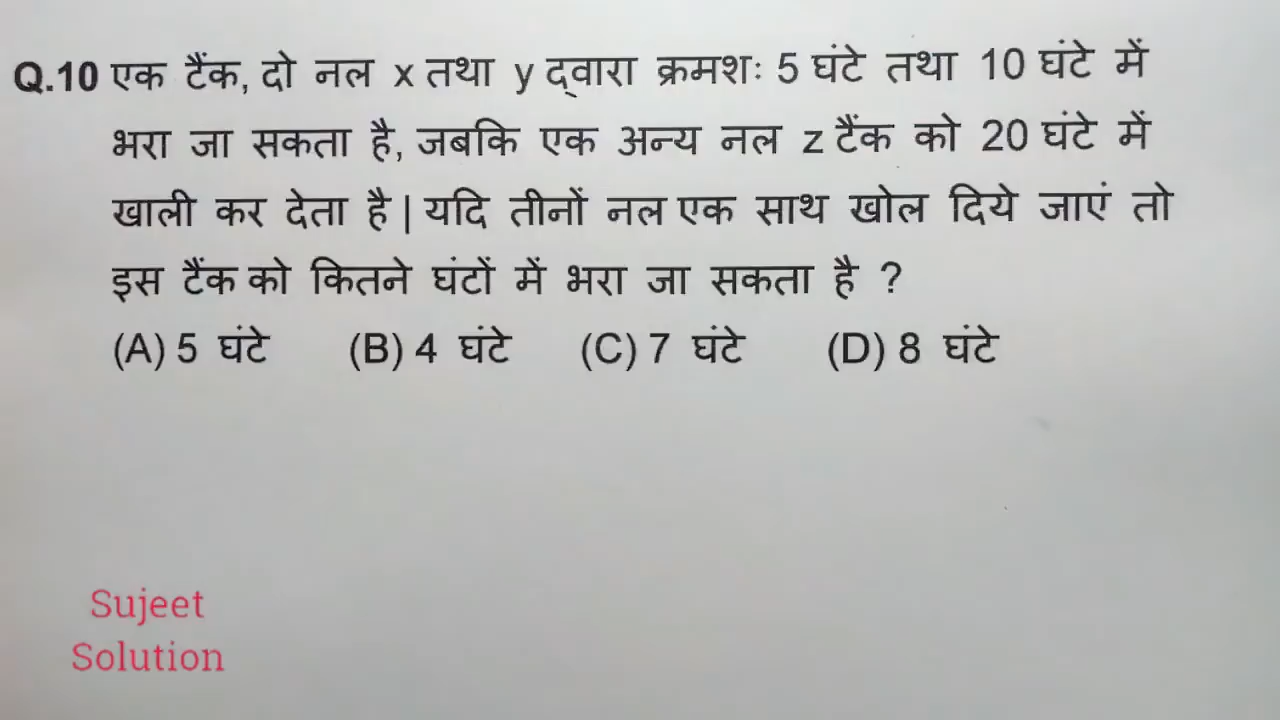 Q.10 एक टैंक, दो नल x तथा y द्वारा क्रमशः 5 घंटे तथा 10 घंटे में
भरा जा सकता है, जबकि एक अन्य नल z टैंक को 20 घंटे में
खाली कर देता है | यदि तीनों नल एक साथ खोल दिये जाएं तो
इस टैंक को कितने घंटों में भरा जा सकता है ?
(A) 5 घंटे (B) 4 घंटे (C) 7 घंटे (D) 8 घंटे
Sujeet
Solution